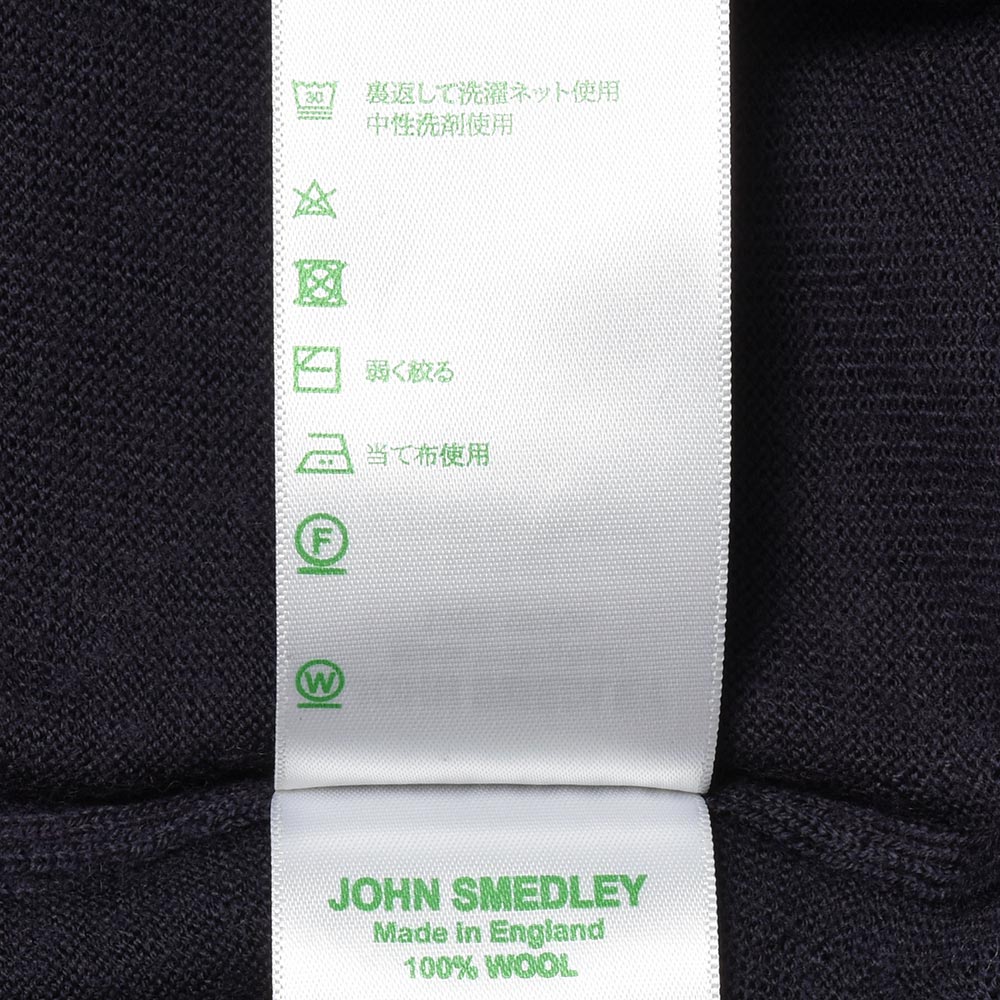 30
裏返して洗濯ネット使用
中性洗剤使用
弱く絞る
当て布使用
F
W
JOHN SMEDLEY
Made in England
100% WOOL